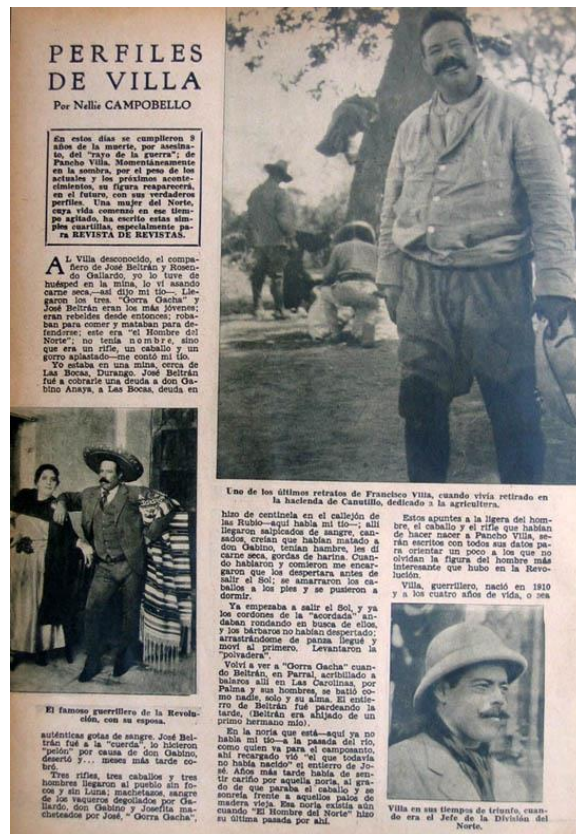 PERFILES
DE VILLA
Por Nellie CAMPOBELLO
En estos días se cumplieron 9
años de la muerte, por asesina-
to, del "rayo de la guerra"; de
Pancho Villa. Momentáneamente
en la sombra, por el peso de los
actuales y los próximos aconte-
cimientos, su figura reaparecerá,
en el futuro, con sus verdaderos
perfiles. Una mujer del Norte,
cuya vida comenzó en ese tiem-
po agitado, ha escrito estas sim-
ples cuartillas, especialmente pa-
ra REVISTA DE REVISTAS.
AL Villa desconocido, el compa-
ñero de José Beltrán y Rosen-
do Gallardo, yo lo tuve de
huésped en la mina, lo vi asando
carne seca,—así dijo mi tío—. Lle-
garon los tres. "Gorra Gacha" y
José Beltrán eran los más jóvenes;
eran rebeldes desde entonces; roba-
ban para comer y mataban para de-
fenderse; este era "el Hombre del
Norte"; no tenía nombre, sino
que era un rifle, un caballo y un
gorro aplastado—me contó mi tío.
Yo estaba en una mina, cerca de
Las Bocas, Durango. José Beltrán
fué a cobrarle una deuda a don Ga-
bino Anaya, a Las Bocas, deuda en
El famoso guerrillero de la Revolu-
ción, con su esposa.
auténticas gotas de sangre. José Bel-
trán fué a la "cuerda", lo hicieron
"pelón" por causa de don Gabino,
desertó y... meses más tarde co-
bró.
Tres rifles, tres caballos y tres
hombres llegaron al pueblo sin fo-
cos y sin Luna; machetazos, sangre
de los vaqueros degollados por Ga-
llardo, don Gabino y Josefita ma-
cheteados por José, "Gorra Gacha",
Uno de los últimos retratos de Francisco Villa, cuando vivía retirado en
la hacienda de Canutillo, dedicado a la agricultura.
hizo de centinela en el callejón de
las Rubio—aquí habla mi tío—; allí
llegaron salpicados de sangre, can-
sados, creían que habían matado a
don Gabino, tenían hambre, les di
carne seca, gordas de harina. Cuan-
do hablaron y comieron me encar-
garon que los despertara antes de
salir el Sol; se amarraron los ca-
ballos a los pies y se pusieron a
dormir.
Ya empezaba a salir el Sol, y ya
los cordones de la "acordada" an-
daban rondando en busca de ellos,
y los bárbaros no habían despertado;
arrastrándome de panza llegué y
moví al primero. Levantaron la
"polvadera".
Volví a ver a "Gorra Gacha" cuan-
do Beltrán, en Parral, acribillado a
balazos allí en Las Carolinas, por
Palma y sus hombres, se batió co-
mo nadie, solo y su alma. El entie-
rro de Beltrán fué pardeando la
tarde, (Beltrán era ahijado de un
primo hermano mío).
En la noria que está—aquí ya no
habla mi tío—a la pasada del río,
como quien va para el camposanto,
ahí recargado vió "el que todavía
no había nacido" el entierro de Jo-
sé. Años más tarde había de sen-
tir cariño por aquella noria, al gra-
do de que paraba el caballo y se
sonreía frente a aquellos palos de
madera vieja. Esa noria existía aún
cuando "El Hombre del Norte" hizo
su última pasada por ahí.
Estos apuntes a la ligera del hom-
bre, el caballo y el rifle que habían
de hacer nacer a Pancho Villa, se-
rán escritos con todos sus datos pa-
ra orientar un poco a los que no
olvidan la figura del hombre más
interesante que hubo en la Revo-
lución.
Villa, guerrillero, nació en 1910
y a los cuatro años de vida, o sea
Villa en sus tiempos de triunfo, cuan-
do era el Jefe de la División del
Norte.